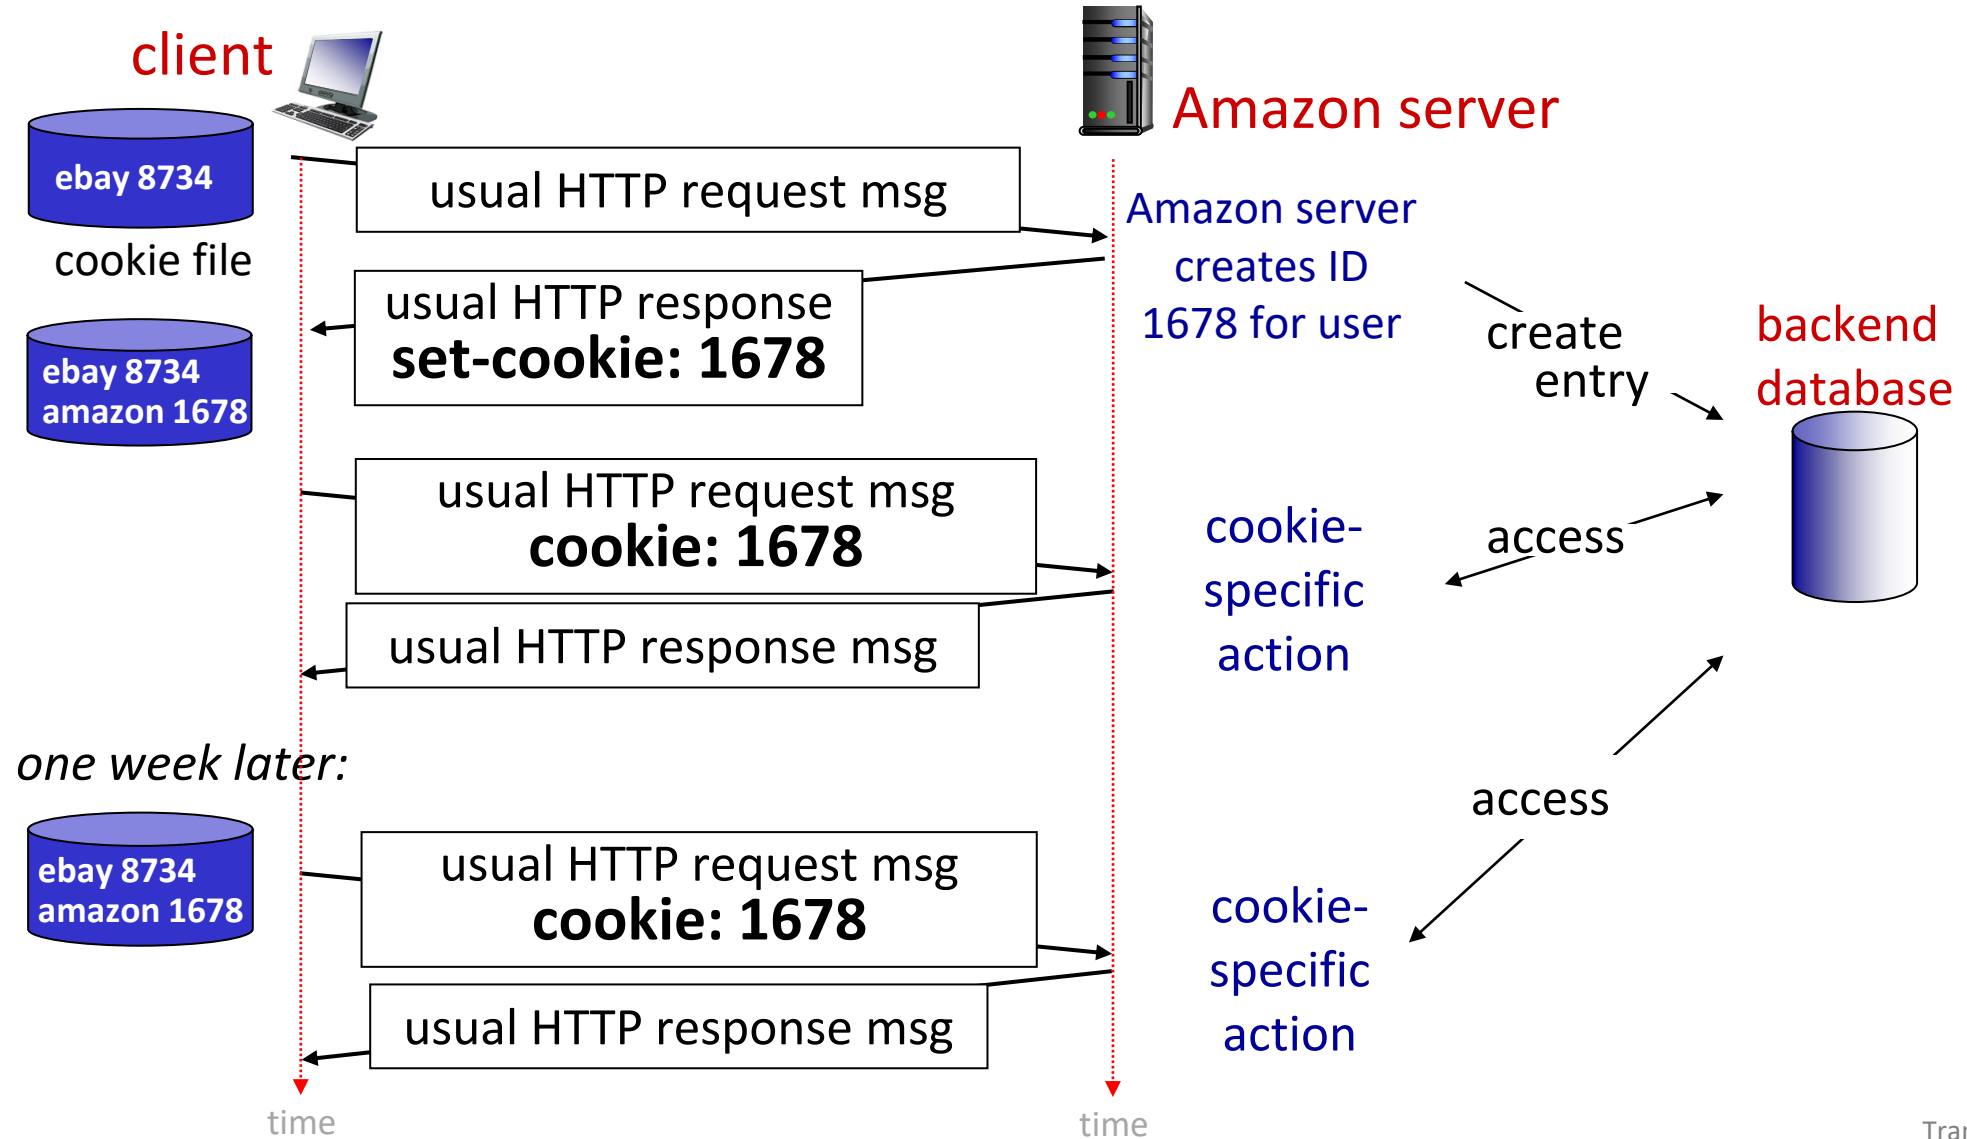 client
Amazon server
ebay 8734
cookie file
usual HTTP request msg
Amazon server
creates ID
1678 for user
usual HTTP response
set-cookie: 1678
create
entry
backend
database
ebay 8734
amazon 1678
usual HTTP request msg
cookie: 1678
cookie-
specific
action
access
usual HTTP response msg
one week later:
access
ebay 8734
amazon 1678
usual HTTP request msg
cookie: 1678
cookie-
specific
action
usual HTTP response msg
time
time